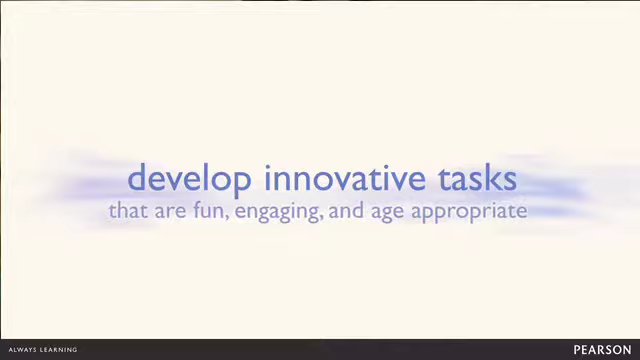 develop innovative tasks
that are fun, engaging, and age appropriate
ALWAYS LEARNING
PEARSON